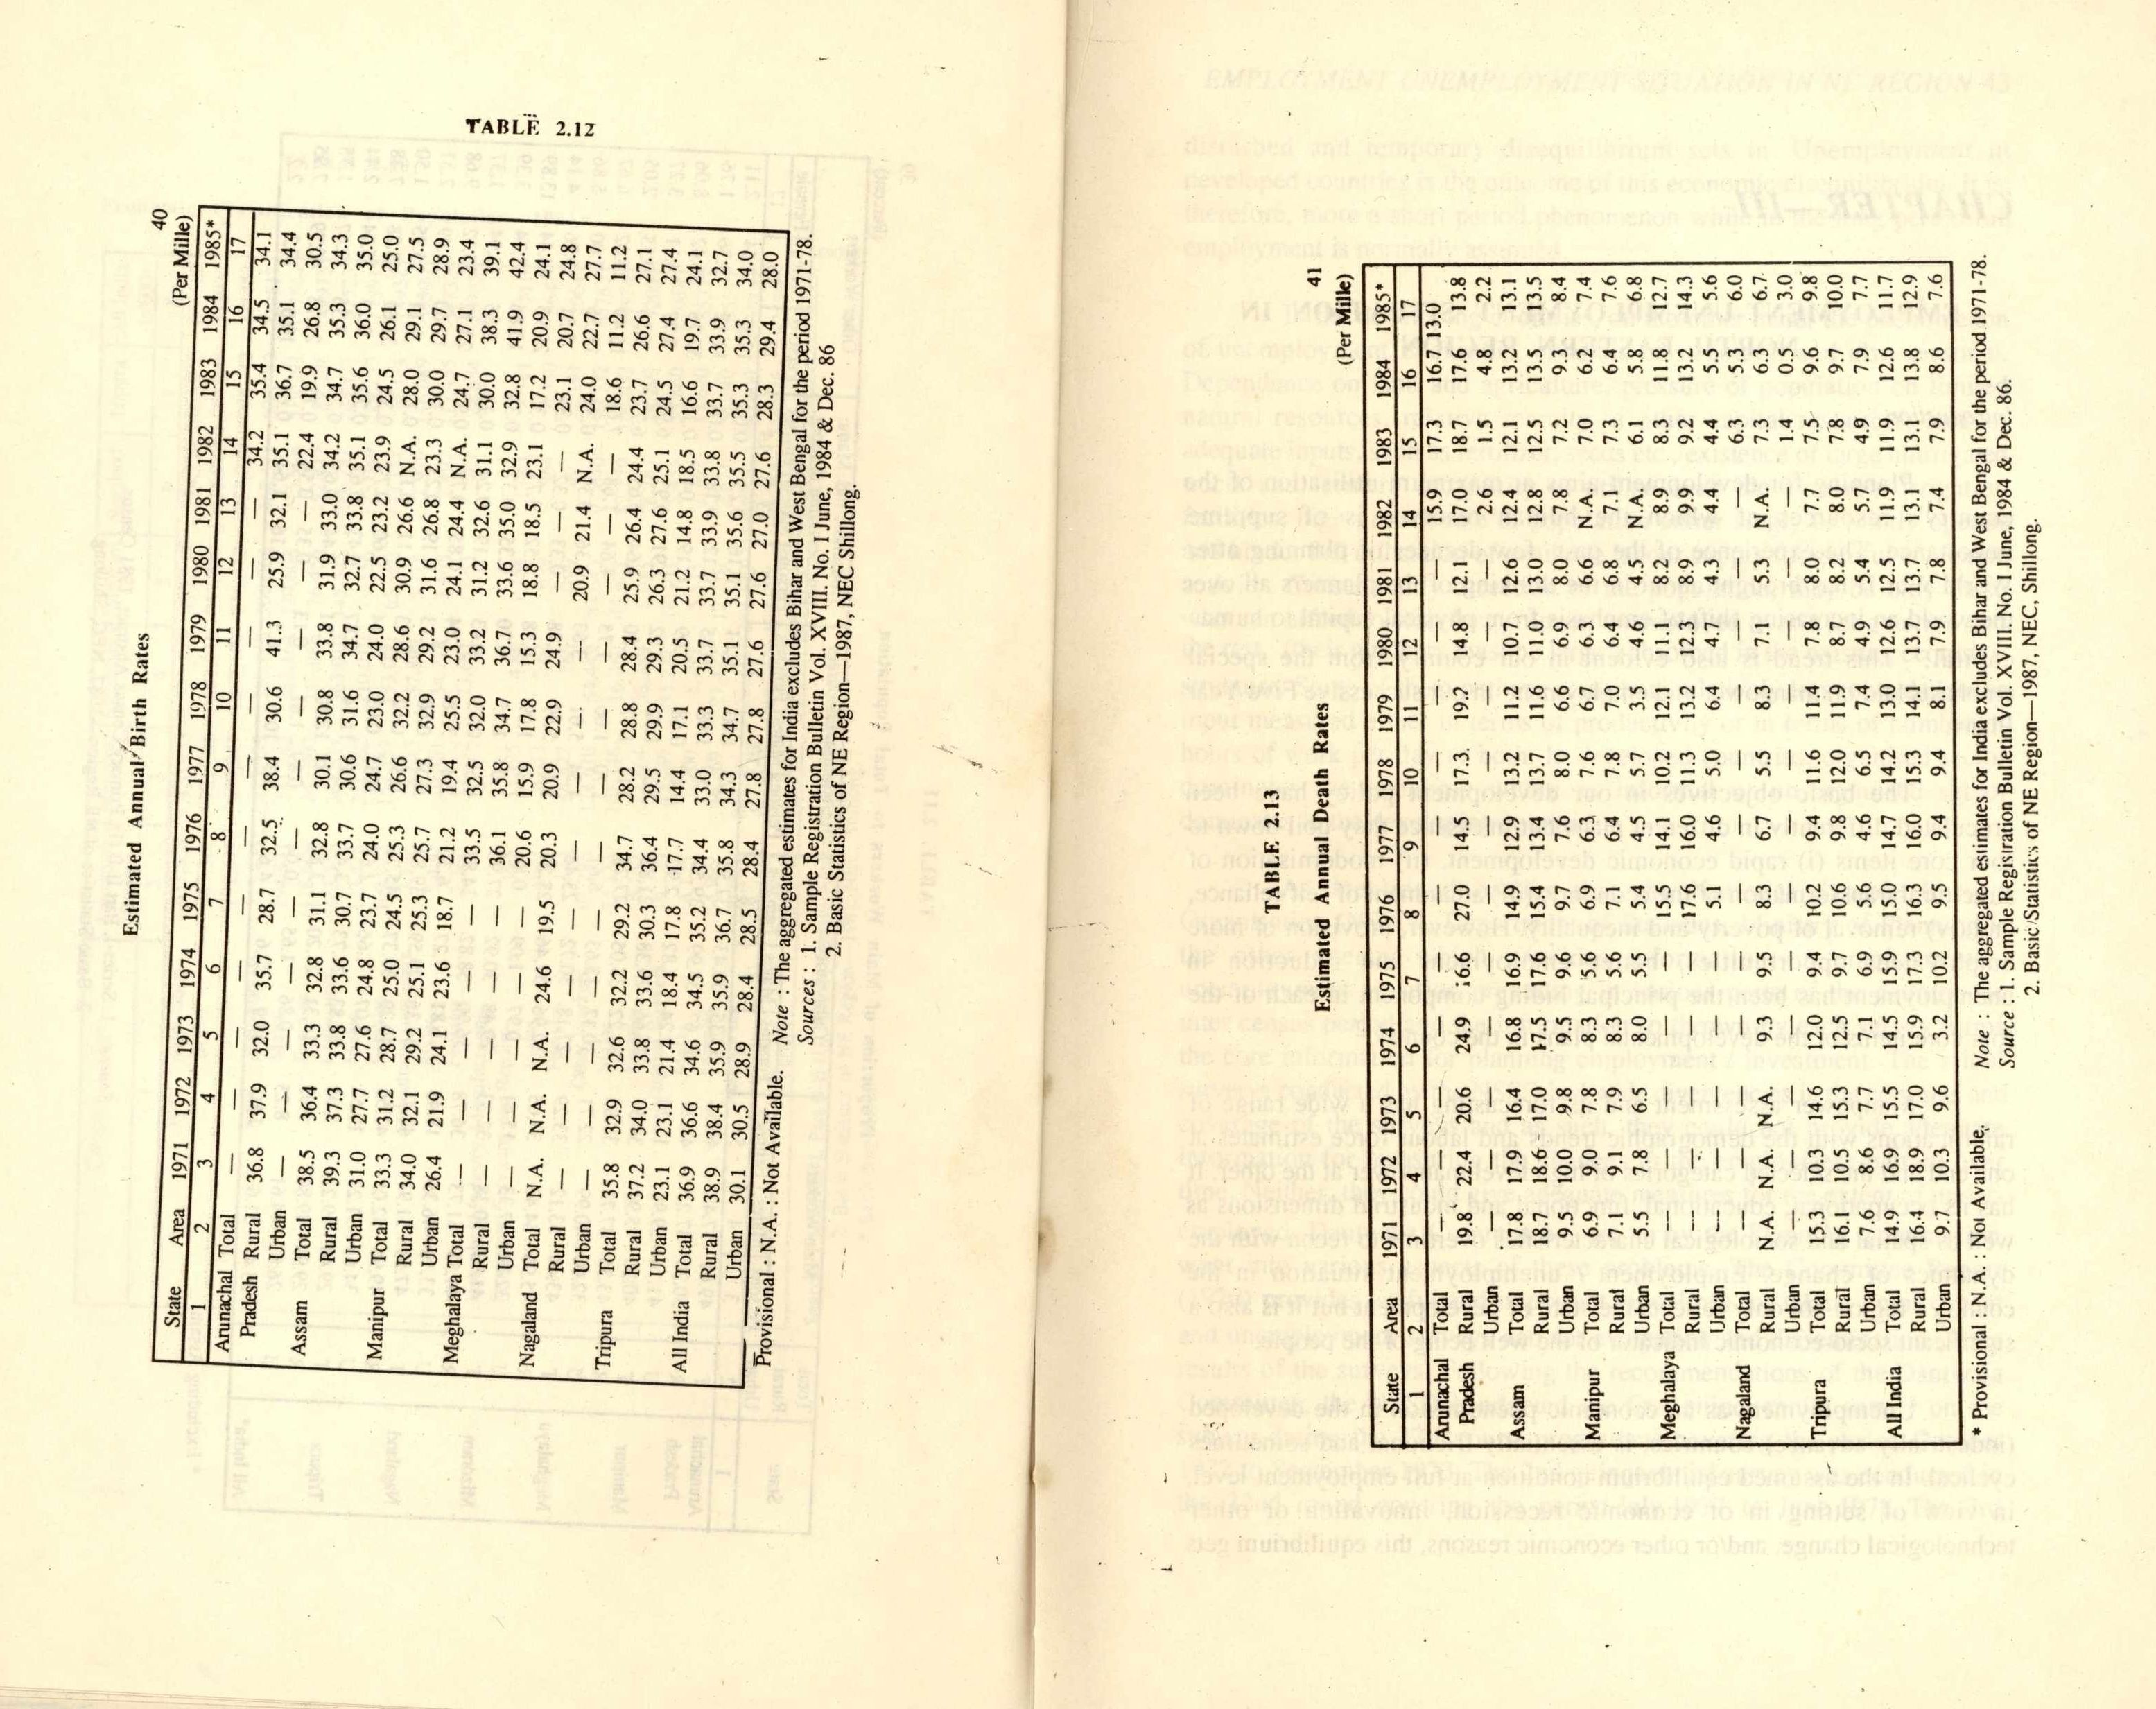 TABLE 2.12
40
Estimated Annual Birth Rates
(Per Mille)
State Area 1971 1972 1973 1974 1975 1976 1977 1978 1979 1980 1981 1982 1983 1984 1985*
1 2 3 4 5 6 7 8 9 10 11 12 13 14 15 16 17
Arunachal Total — — — — — — — — — — — 34.2 35.4 34.5 34.1
Pradesh Rural 36.8 37.9 32.0 35.7 28.7 32.5 38.4 30.6 41.3 25.9 32.1 35.1 36.7 35.1 34.4
Urban — — — — — — — — — — — 22.4 19.9 26.8 30.5
Assam Total 38.5 36.4 33.3 32.8 31.1 32.8 30.1 30.8 33.8 31.9 33.0 34.2 34.7 35.3 34.3
Rural 39.3 37.3 33.8 33.6 30.7 33.7 30.6 31.6 34.7 32.7 33.8 35.1 35.6 36.0 35.0
Urban 31.0 27.7 27.6 24.8 23.7 24.0 24.7 23.0 24.0 22.5 23.2 23.9 24.5 26.1 25.0
Manipur Total 33.3 31.2 28.7 25.0 24.5 25.3 26.6 32.2 28.6 30.9 26.6 N.A. 28.0 29.1 27.5
Rural 34.0 32.1 29.2 25.1 25.3 25.7 27.3 32.9 29.2 31.6 26.8 23.3 30.0 29.7 28.9
Urban 26.4 21.9 24.1 23.6 18.7 21.2 19.4 25.5 23.0 24.1 24.4 N.A. 24.7 27.1 23.4
Meghalaya Total — — — — — 33.5 32.5 32.0 33.2 31.2 32.6 31.1 30.0 38.3 39.1
Rural — — — — — 36.1 35.8 34.7 36.7 33.6 35.0 32.9 32.8 41.9 42.4
Urban — — — — — 20.6 15.9 17.8 15.3 18.8 18.5 23.1 17.2 20.9 24.1
Nagaland Total N.A. N.A. N.A. 24.6 19.5 20.3 20.9 22.9 24.9 — — — 23.1 20.7 24.8
Rural — — — — — — — — — 20.9 21.4 N.A. 24.0 22.7 27.7
Urban — — — — — — — — — — — — 18.6 11.2 11.2
Tripura Total 35.8 32.9 32.6 32.2 29.2 34.7 28.2 28.8 28.4 25.9 26.4 24.4 23.7 26.6 27.1
Rural 37.2 34.0 33.8 33.6 30.3 36.4 29.5 29.9 29.3 26.3 27.6 25.1 24.5 27.4 27.4
Urban 23.1 23.1 21.4 18.4 17.8 17.7 14.4 17.1 20.5 21.2 14.8 18.5 16.6 19.7 24.1
All India Total 36.9 36.6 34.6 34.5 35.2 34.4 33.0 33.3 33.7 33.7 33.9 33.8 33.7 33.9 32.7
Rural 38.9 38.4 35.9 35.9 36.7 35.8 34.3 34.7 35.1 35.1 35.6 35.5 35.3 35.3 34.0
Urban 30.1 30.5 28.9 28.4 28.5 28.4 27.8 27.8 27.6 27.6 27.0 27.6 28.3 29.4 28.0
Provisional : N.A. : Not Available. Note : The aggregated estimates for India excludes Bihar and West Bengal for the period 1971-78.
Sources : 1. Sample Registration Bulletin Vol. XVIII. No. I June, 1984 & Dec. 86
2. Basic Statistics of NE Region—1987, NEC Shillong.
41
TABLE 2.13
Estimated Annual Death Rates
(Per Mille)
State Area 1971 1972 1973 1974 1975 1976 1977 1978 1979 1980 1981 1982 1983 1984 1985*
1 2 3 4 5 6 7 8 9 10 11 12 13 14 15 16 17
Arunachal Total — — — — — — — — — — — 15.9 17.3 16.7 13.0
Pradesh Rural 19.8 22.4 20.6 24.9 16.6 27.0 14.5 17.3 19.2 14.8 12.1 17.0 18.7 17.6 13.8
Urban — — — — — — — — — — — 2.6 1.5 4.8 2.2
Assam Total 17.8 17.9 16.4 16.8 16.9 14.9 12.9 13.2 11.2 10.7 12.6 12.4 12.1 13.2 13.1
Rural 18.7 18.6 17.0 17.5 17.6 15.4 13.4 13.7 11.6 11.0 13.0 12.8 12.5 13.5 13.5
Urban 9.5 10.0 9.8 9.5 9.6 9.7 7.6 8.0 6.6 6.9 8.0 7.8 7.2 9.3 8.4
Manipur Total 6.9 9.0 7.8 8.3 5.6 6.9 6.3 7.6 6.7 6.3 6.6 N.A. 7.0 6.2 7.4
Rural 7.1 9.1 7.9 8.3 5.6 7.1 6.4 7.8 7.0 6.4 6.8 7.1 7.3 6.4 7.6
Urban 5.5 7.8 6.5 8.0 5.5 5.4 4.5 5.7 3.5 4.6 4.5 N.A. 6.1 5.8 6.8
Meghalaya Total — — — — — 15.5 14.1 10.2 12.1 11.1 8.2 8.9 8.3 11.8 12.7
Rural — — — — — 17.6 16.0 11.3 13.2 12.3 8.9 9.9 9.2 13.2 14.3
Urban — — — — — 5.1 4.6 5.0 6.4 4.7 4.3 4.4 4.4 5.5 5.6
Nagaland Total — — — — — — — — — — — — 6.3 5.3 6.0
Rural N.A. N.A. N.A. 9.3 9.5 8.3 6.7 5.5 8.3 7.1 5.3 N.A. 7.3 6.3 6.7
Urban — — — — — — — — — — — — 1.4 0.5 3.0
Tripura Total 15.3 10.3 14.6 12.0 9.4 10.2 9.4 11.6 11.4 7.8 8.0 7.7 7.5 9.6 9.8
Rural 16.1 10.5 15.3 12.5 9.7 10.6 9.8 12.0 11.9 8.7 8.2 8.0 7.8 9.7 10.0
Urban 7.6 8.6 7.7 7.1 6.9 5.6 4.6 6.5 7.4 4.9 5.4 5.7 4.9 7.9 7.7
All India Total 14.9 16.9 15.5 14.5 15.9 15.0 14.7 14.2 13.0 12.6 12.5 11.9 11.9 12.6 11.7
Rural 16.4 18.9 17.0 15.9 17.3 16.3 16.0 15.3 14.1 13.7 13.7 13.1 13.1 13.8 12.9
Urban 9.7 10.3 9.6 3.2 10.2 9.5 9.4 9.4 8.1 7.9 7.8 7.4 7.9 8.6 7.6
* Provisional : N.A. : Not Available. Note : The aggregated estimates for India excludes Bihar and West Bengal for the period 1971-78.
Source : 1. Sample Registration Bulletin Vol. XVIII. No. I June, 1984 & Dec. 86.
2. Basic Statistics of NE Region—1987, NEC, Shillong.